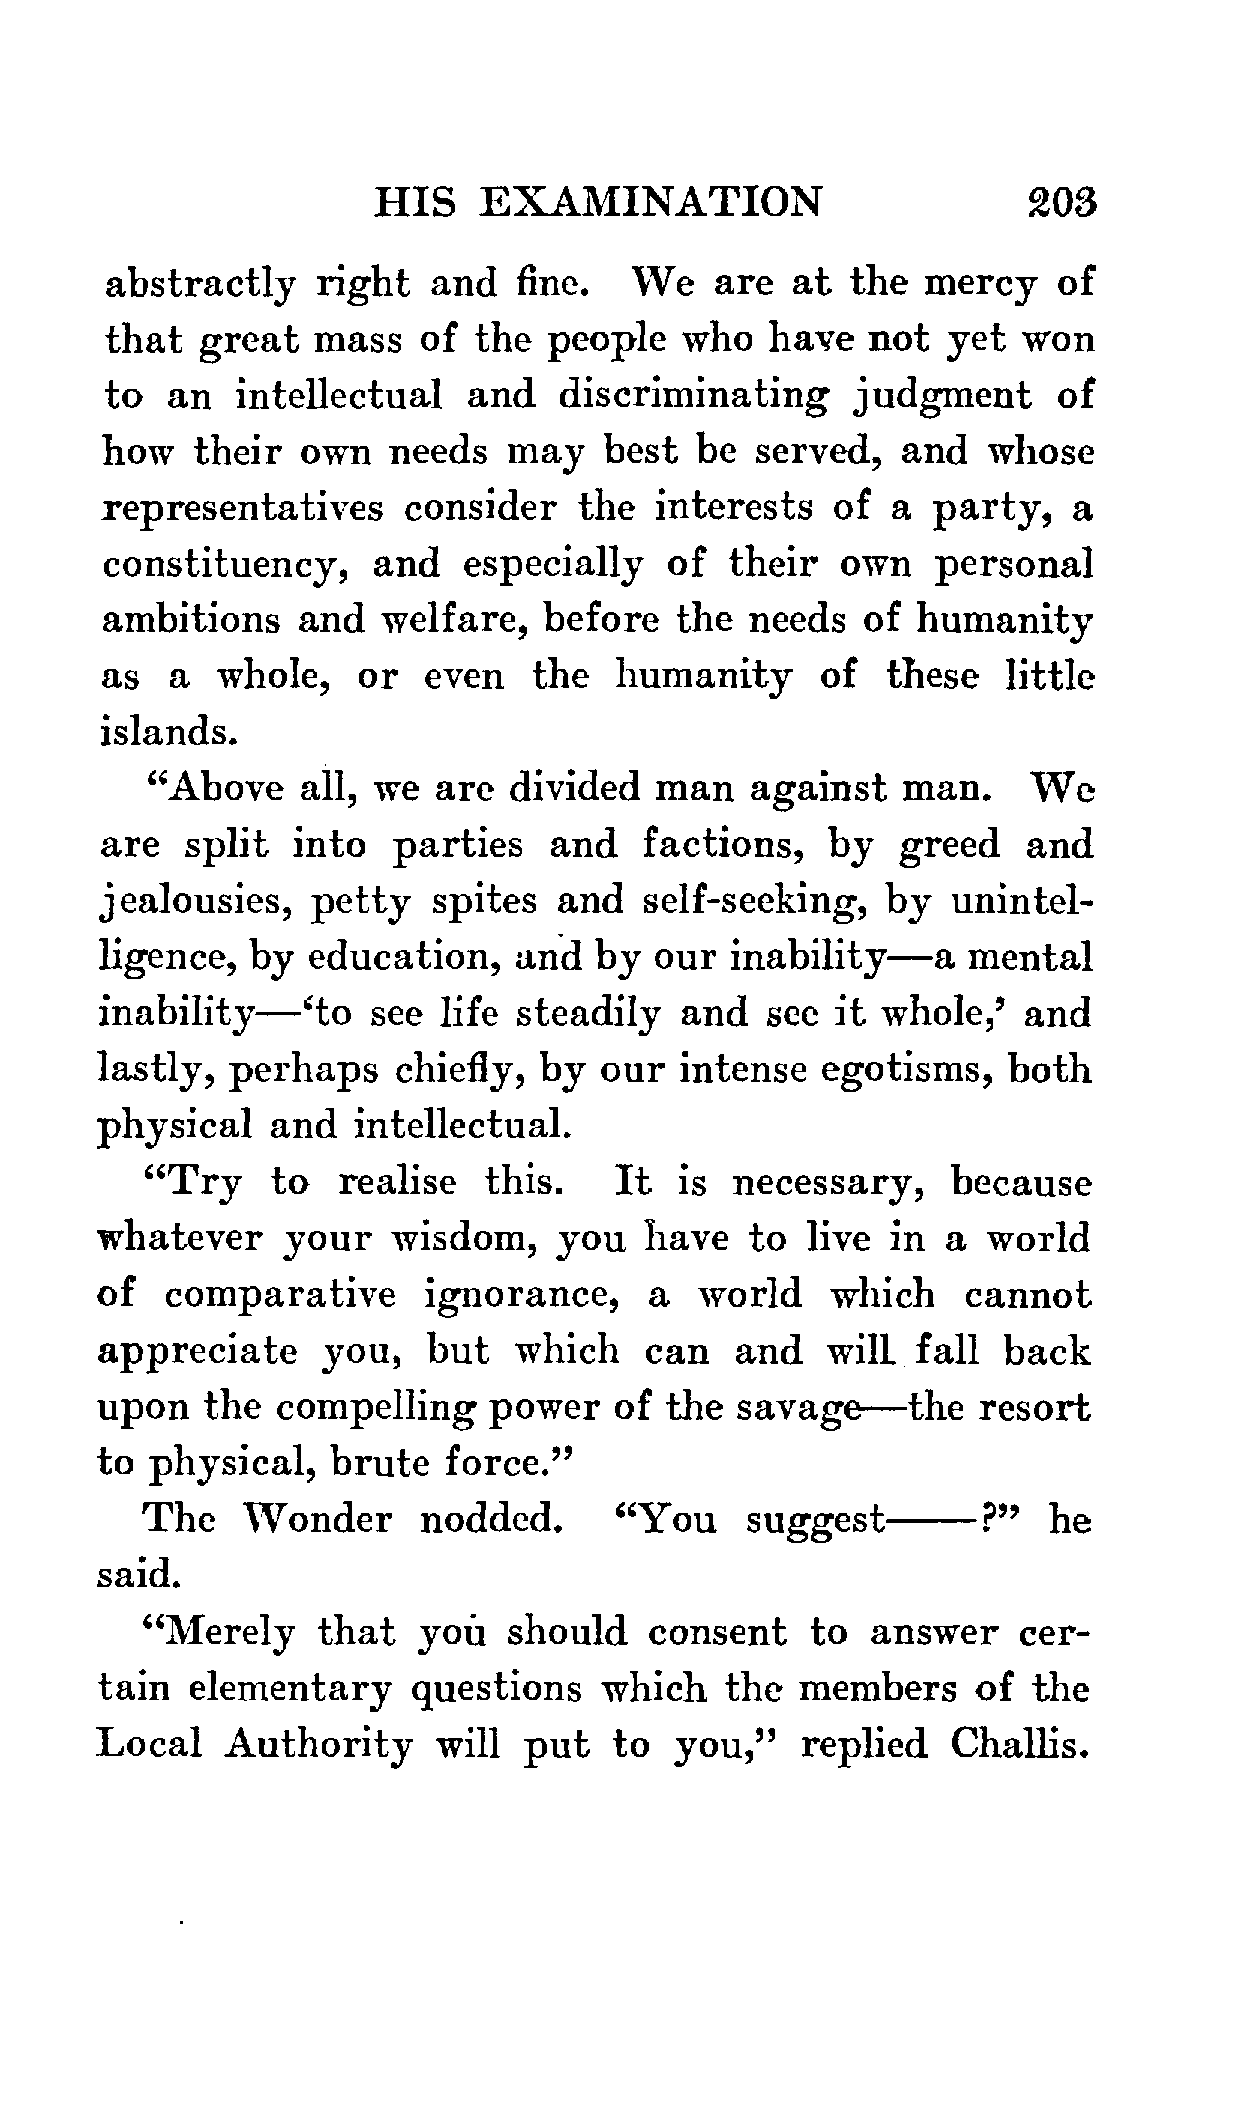 HIS EXAMINATION 203
abstractly right and fine. We are at the mercy of
that great mass of the people who have not yet won
to an intellectual and discriminating judgment of
how their own needs may best be served, and whose
representatives consider the interests of a party, a
constituency, and especially of their own personal
ambitions and welfare, before the needs of humanity
as a whole, or even the humanity of these little
islands.
“Above all, we are divided man against man. We
are split into parties and factions, by greed and
jealousies, petty spites and self-seeking, by unintel-
ligence, by education, and by our inability—a mental
inability—‘to see life steadily and see it whole,’ and
lastly, perhaps chiefly, by our intense egotisms, both
physical and intellectual.
“Try to realise this. It is necessary, because
whatever your wisdom, you have to live in a world
of comparative ignorance, a world which cannot
appreciate you, but which can and will fall back
upon the compelling power of the savage—the resort
to physical, brute force.”
The Wonder nodded. “You suggest——?” he
said.
“Merely that you should consent to answer cer-
tain elementary questions which the members of the
Local Authority will put to you,” replied Challis.